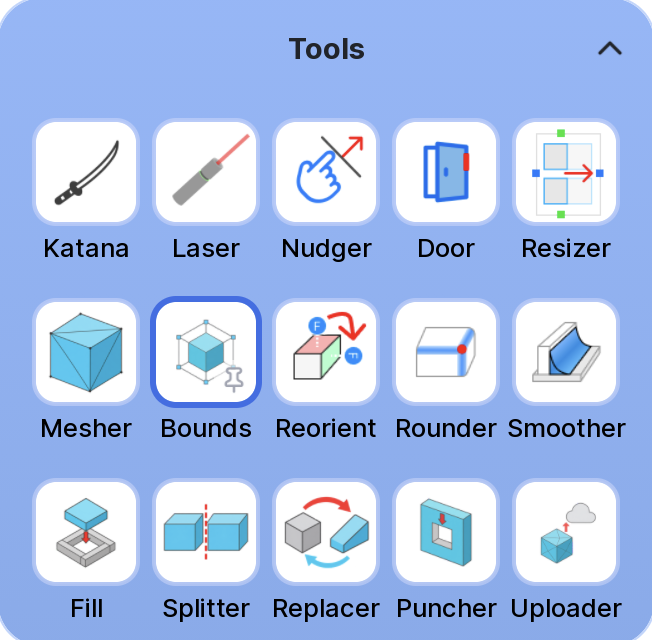 Tools
Katana Laser Nudger Door Resizer
F
F
Mesher Bounds Reorient Rounder Smoother
Fill Splitter Replacer Puncher Uploader